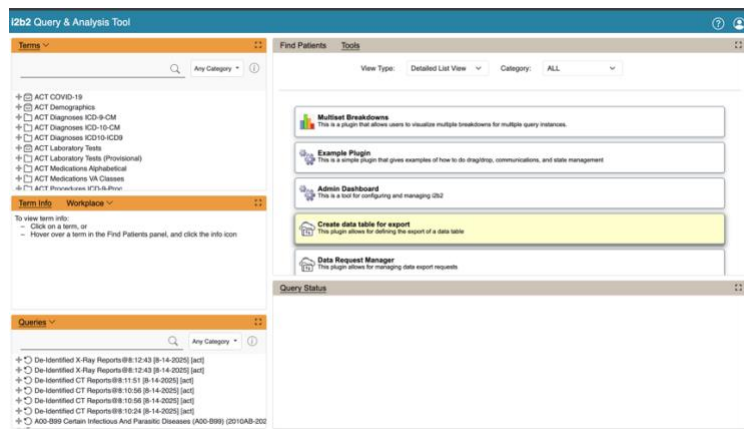 i2b2 Query & Analysis Tool
Terms
Any Category
ACT COVID-19
ACT Demographics
ACT Diagnoses ICD-9-CM
ACT Diagnoses ICD-10-CM
ACT Diagnoses ICD10-ICD9
ACT Laboratory Tests
ACT Laboratory Tests (Provisional)
ACT Medications Alphabetical
ACT Medications VA Classes
ACT Procedures ICD-9-Proc
Term Info Workplace
To view term info:
– Click on a term, or
– Hover over a term in the Find Patients panel, and click the info icon
Queries
Any Category
De-Identified X-Ray Reports@8:12:43 [8-14-2025] [act]
De-Identified X-Ray Reports@8:12:43 [8-14-2025] [act]
De-Identified CT Reports@8:11:51 [8-14-2025] [act]
De-Identified CT Reports@8:10:56 [8-14-2025] [act]
De-Identified CT Reports@8:10:56 [8-14-2025] [act]
De-Identified CT Reports@8:10:24 [8-14-2025] [act]
A00-B99 Certain Infectious And Parasitic Diseases (A00-B99) (2010AB-202
Find Patients Tools
View Type: Detailed List View Category: ALL
Multiset Breakdowns
This is a plugin that allows users to visualize multiple breakdowns for multiple query instances.
Example Plugin
This is a simple plugin that gives examples of how to do drag/drop, communications, and state management
Admin Dashboard
This is a tool for configuring and managing i2b2
Create data table for export
This plugin allows for defining the export of a data table
Data Request Manager
This plugin allows for managing data export requests
Query Status